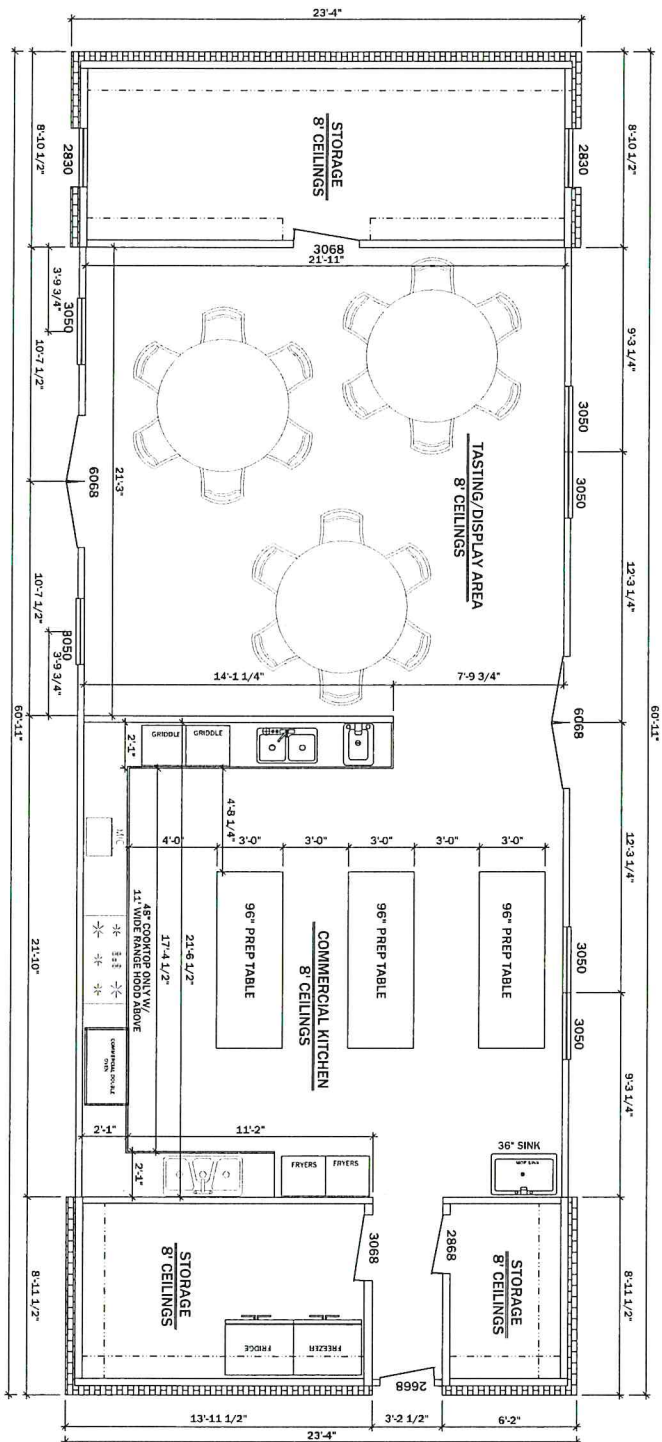 23'-4"
8'-10 1/2"
8'-10 1/2"
2830
2830
STORAGE
8' CEILINGS
3068
21'-11"
3'-9 3/4"
3050
10'-7 1/2"
6068
21'-3"
9'-3 1/4"
3050
3050
TASTING/DISPLAY AREA
8' CEILINGS
12'-3 1/4"
10'-7 1/2"
3050
3'-9 3/4"
14'-1 1/4"
7'-9 3/4"
60'-11"
60'-11"
6068
2'-1"
GRIDDLE
GRIDDLE
4'-8 1/4"
4'-0"
3'-0"
3'-0"
3'-0"
3'-0"
3'-0"
MIC
96" PREP TABLE
96" PREP TABLE
96" PREP TABLE
12'-3 1/4"
48" COOKTOP ONLY W/
11' WIDE RANGE HOOD ABOVE
17'-4 1/2"
21'-6 1/2"
21'-10"
COMMERCIAL KITCHEN
8' CEILINGS
3050
3050
9'-3 1/4"
COMMERCIAL DOUBLE
OVEN
2'-1"
11'-2"
2'-1"
FRYERS
FRYERS
36" SINK
MOP SINK
3068
2868
STORAGE
8' CEILINGS
STORAGE
8' CEILINGS
8'-11 1/2"
8'-11 1/2"
FRIDGE
FREEZER
2668
13'-11 1/2"
3'-2 1/2"
6'-2"
23'-4"